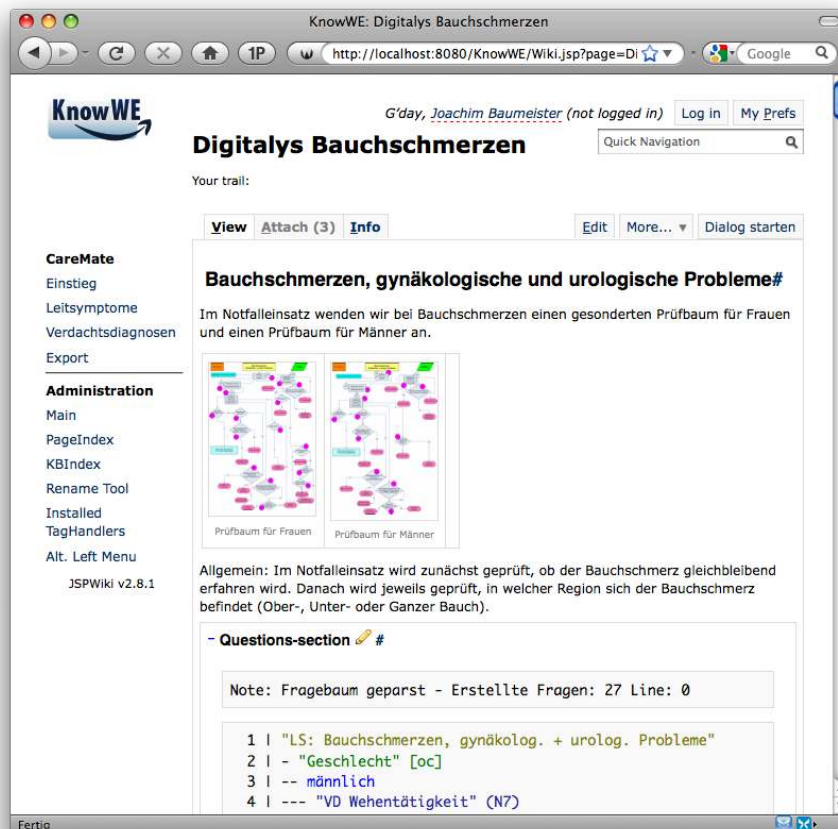 KnowWE: Digitalys Bauchschmerzen
1P
http://localhost:8080/KnowWE/Wiki.jsp?page=Di
Google
KnowWE
G'day, Joachim Baumeister (not logged in) Log in My Prefs
Digitalys Bauchschmerzen
Quick Navigation
Your trail:
View Attach (3) Info Edit More... ▼ Dialog starten
CareMate
Einstieg
Leitsymptome
Verdachtsdiagnosen
Export
Administration
Main
PageIndex
KBIndex
Rename Tool
Installed
TagHandlers
Alt. Left Menu
JSPWiki v2.8.1
Bauchschmerzen, gynäkologische und urologische Probleme#
Im Notfalleinsatz wenden wir bei Bauchschmerzen einen gesonderten Prüfbaum für Frauen
und einen Prüfbaum für Männer an.
Prüfbaum für Frauen
Prüfbaum für Männer
Allgemein: Im Notfalleinsatz wird zunächst geprüft, ob der Bauchschmerz gleichbleibend
erfahren wird. Danach wird jeweils geprüft, in welcher Region sich der Bauchschmerz
befindet (Ober-, Unter- oder Ganzer Bauch).
- Questions-section #
Note: Fragebaum geparst - Erstellte Fragen: 27 Line: 0
1 | "LS: Bauchschmerzen, gynäkolog. + urolog. Probleme"
2 | - "Geschlecht" [oc]
3 | -- männlich
4 | --- "VD Wehentätigkeit" (N7)
Fertig